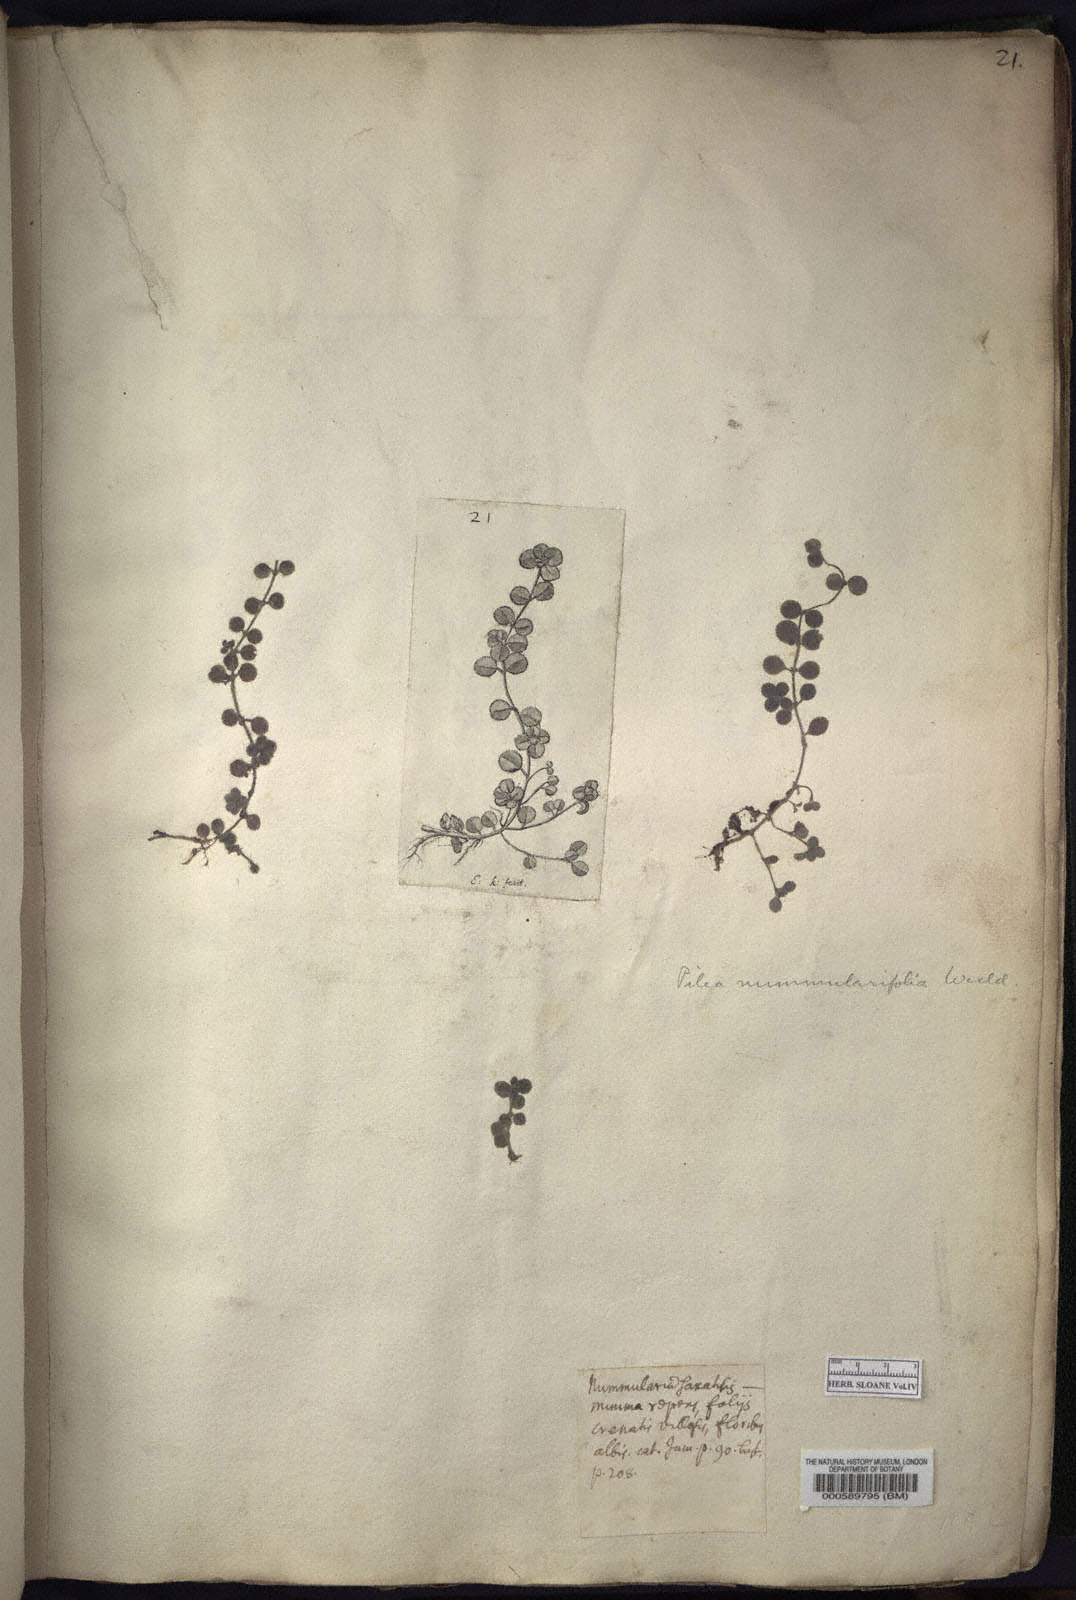 21.
21
E. k. fecit.
Pilea nummularifolia Wedd.
Nummularia Saxatilis
minima repens, folijs
crenatis villosis, floribus
albis. cat. Jam. p. 90. hist.
p. 208.
HERB. SLOANE Vol.IV
THE NATURAL HISTORY MUSEUM, LONDON
DEPARTMENT OF BOTANY
000589795 (BM)